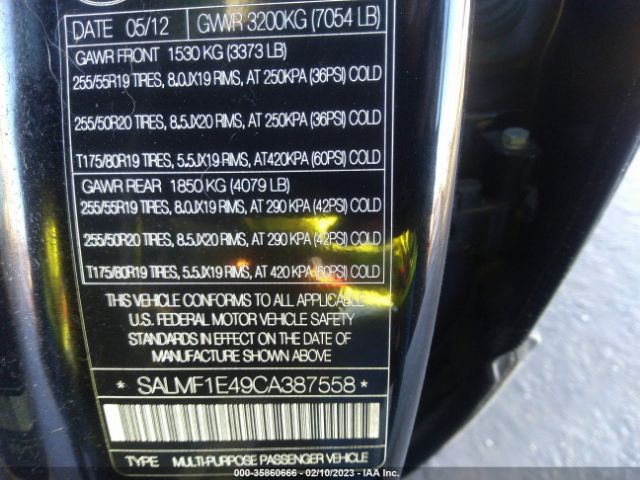 DATE 05/12 GWWR 3200KG (7054 LB)
GAWR FRONT 1530 KG (3373 LB)
255/55R19 TIRES, 8.0JX19 RIMS, AT 250KPA (36PSI) COLD
255/50R20 TIRES, 8.5JX20 RIMS, AT 250KPA (36PSI) COLD
T175/80R19 TIRES, 5.5JX19 RIMS, AT420KPA (60PSI) COLD
GAWR REAR 1850 KG (4079 LB)
255/55R19 TIRES, 8.0JX19 RIMS, AT 290 KPA (42PSI) COLD
255/50R20 TIRES, 8.5JX20 RIMS, AT 290 KPA (42PSI) COLD
T175/80R19 TIRES, 5.5JX19 RIMS, AT 420 KPA (60PSI) COLD
THIS VEHICLE CONFORMS TO ALL APPLICABLE
U.S. FEDERAL MOTOR VEHICLE SAFETY
STANDARDS IN EFFECT ON THE DATE OF
MANUFACTURE SHOWN ABOVE
* SALMF1E49CA387558 *
TYPE MULTI-PURPOSE PASSENGER VEHICLE
000-35860666 - 02/10/2023 - IAA Inc.